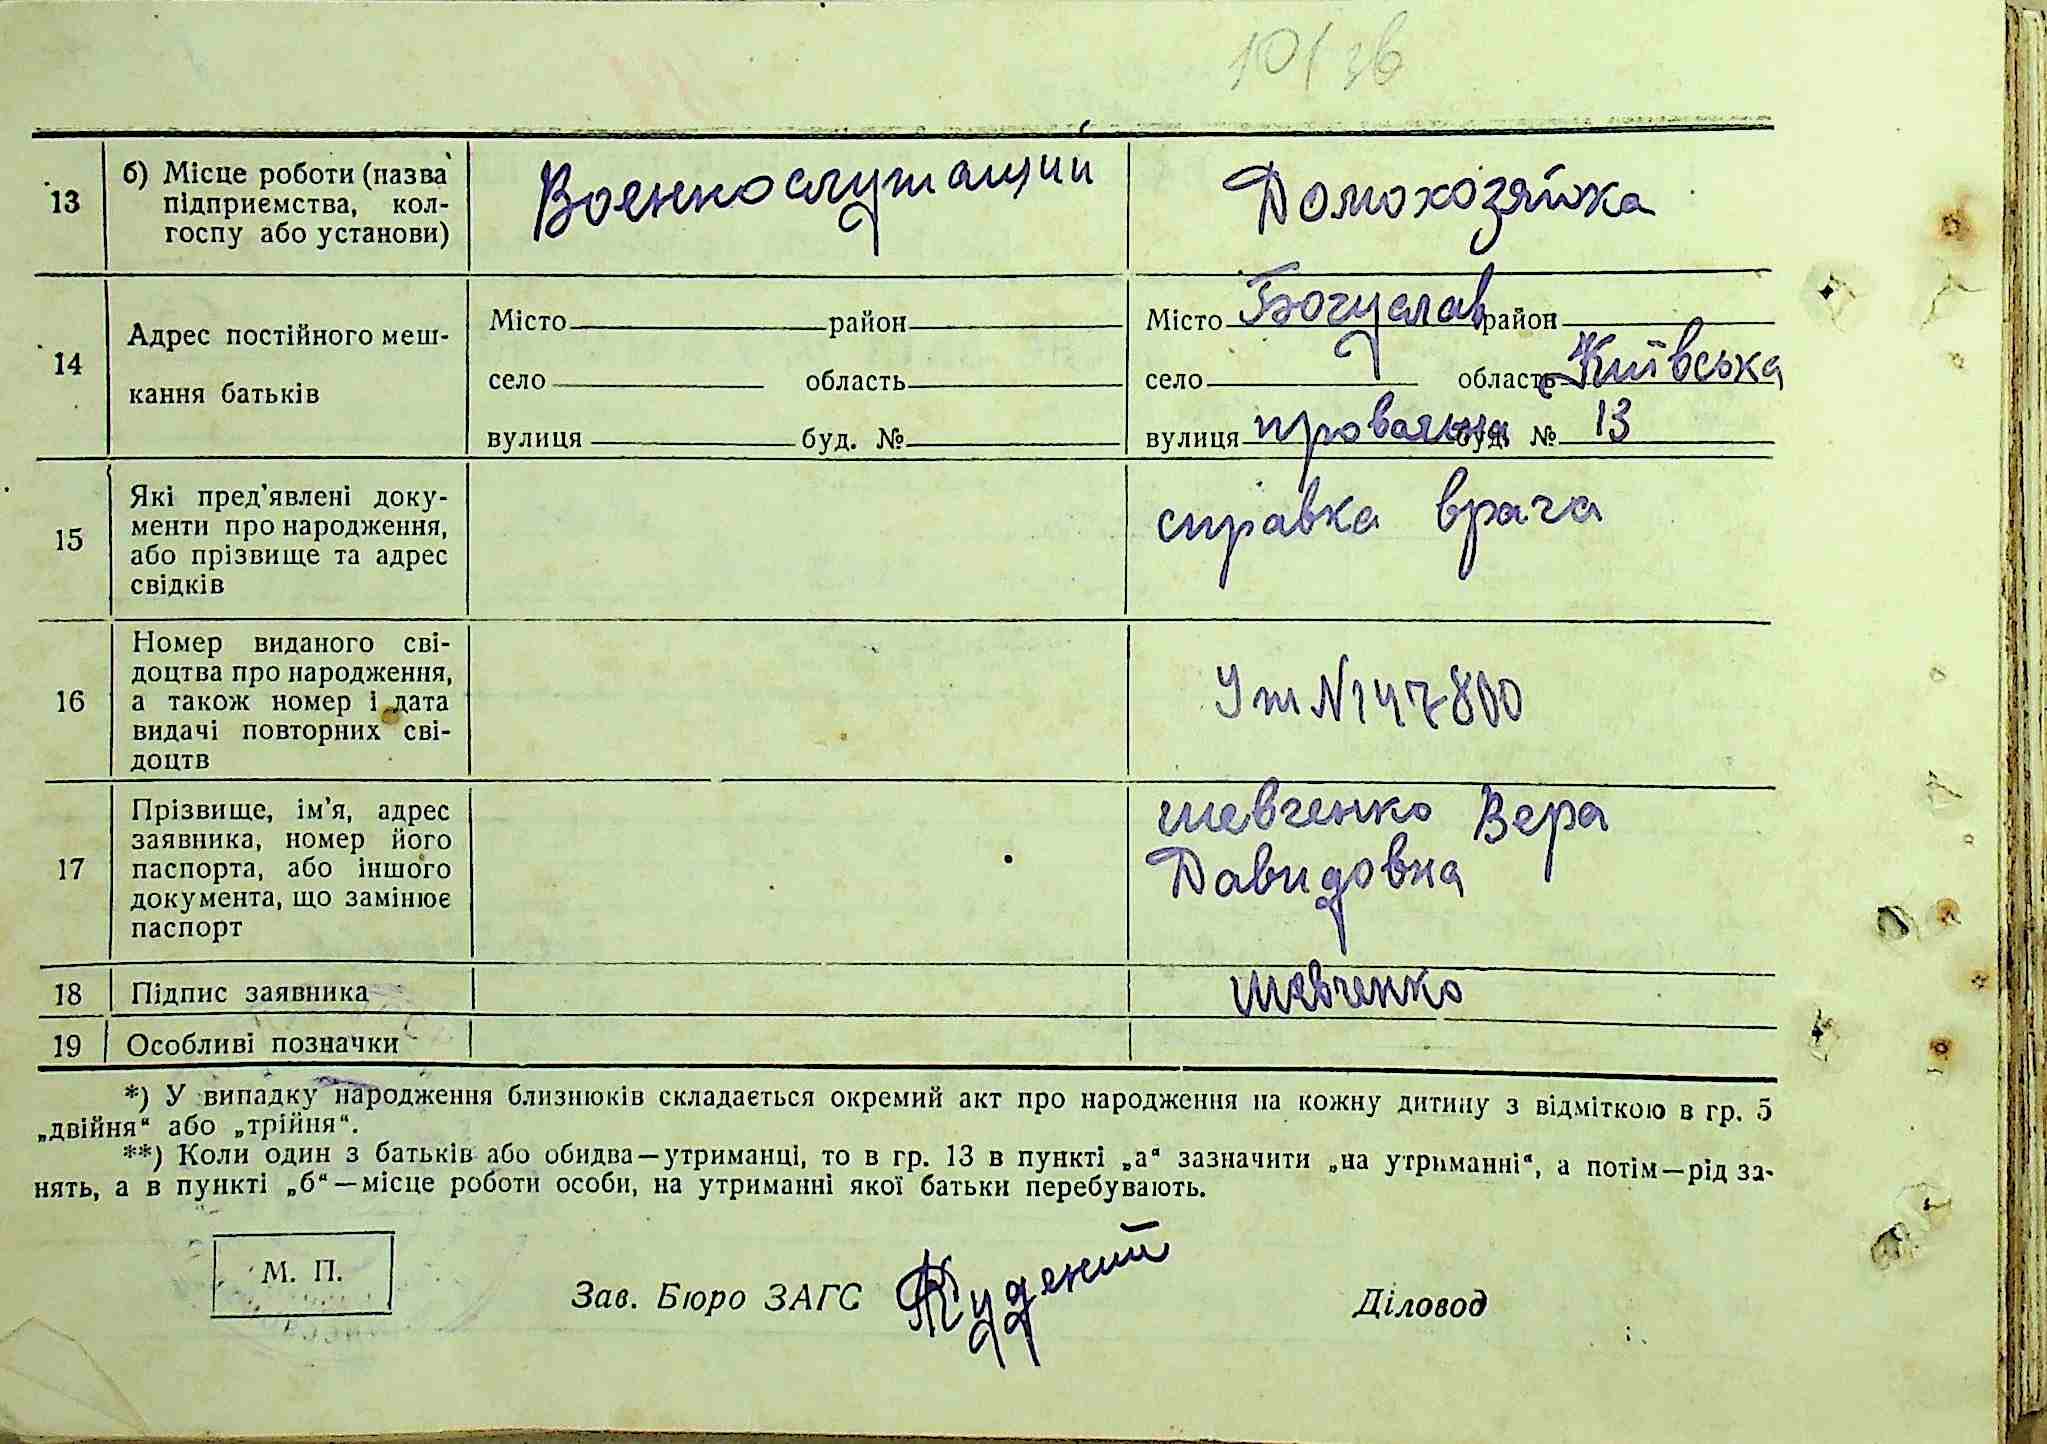 101 зв
13 б) Місце роботи (назва Военнослужащий Домохозяйка
підприємства, кол-
госпу або установи)
14 Адрес постійного меш-
кання батьків
Місто район
село область
вулиця буд. №
Місто Богуслав район
село область Київська
вулиця провальна буд. № 13
15 Які пред'явлені доку-
менти про народження,
або прізвище та адрес
свідків
справка врача
16 Номер виданого сві-
доцтва про народження,
а також номер і дата
видачі повторних сві-
доцтв
N 147800
17 Прізвище, ім'я, адрес
заявника, номер його
паспорта, або іншого
документа, що замінює
паспорт
шевченко Вера
Давидовна
18 Підпис заявника шевченко
19 Особливі позначки
*) У випадку народження близнюків складається окремий акт про народження на кожну дитину з відміткою в гр. 5
„двійня“ або „трійня“.
**) Коли один з батьків або обидва—утриманці, то в гр. 13 в пункті „а“ зазначити „на утриманні“, а потім—рід за-
нять, а в пункті „б“—місце роботи особи, на утриманні якої батьки перебувають.
М. П.
Зав. Бюро ЗАГС Діловод